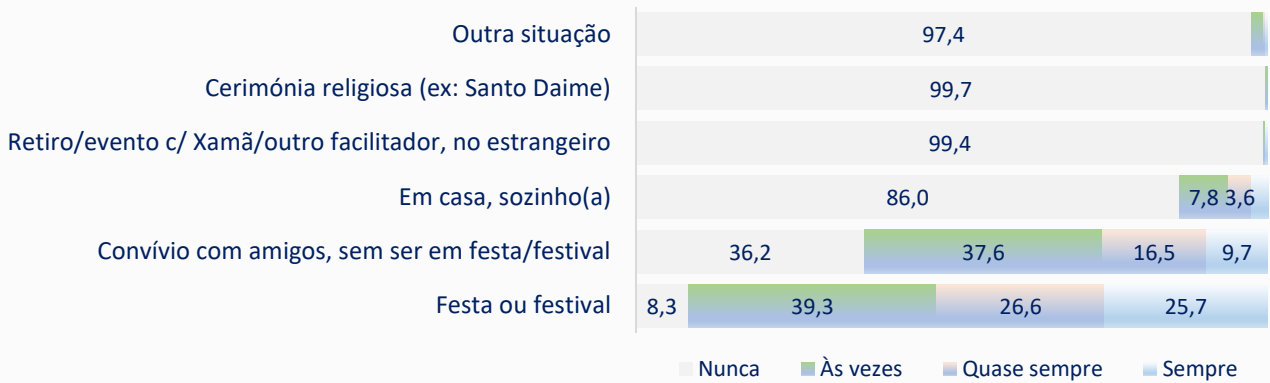 Outra situação 97,4
Cerimónia religiosa (ex: Santo Daime) 99,7
Retiro/evento c/ Xamã/outro facilitador, no estrangeiro 99,4
Em casa, sozinho(a) 86,0 7,8 3,6
Convívio com amigos, sem ser em festa/festival 36,2 37,6 16,5 9,7
Festa ou festival 8,3 39,3 26,6 25,7
Nunca Às vezes Quase sempre Sempre